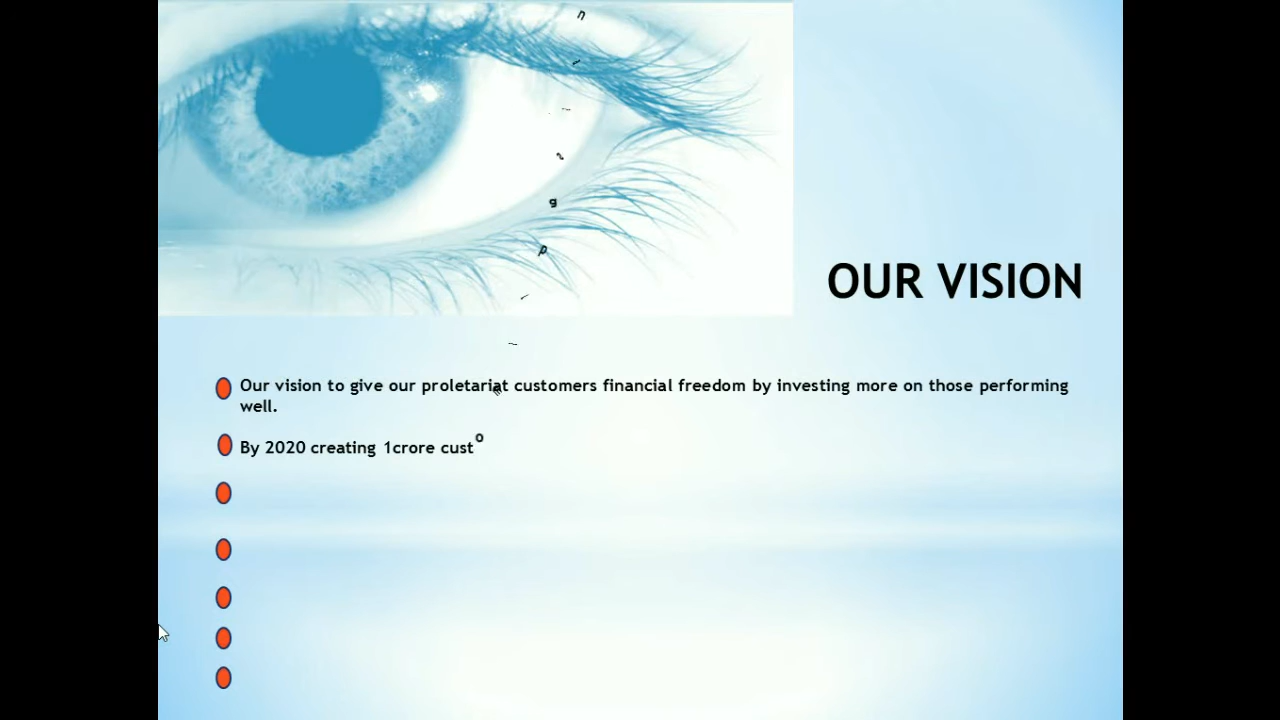 OUR VISION
Our vision to give our proletariat customers financial freedom by investing more on those performing
well.
By 2020 creating 1crore custo